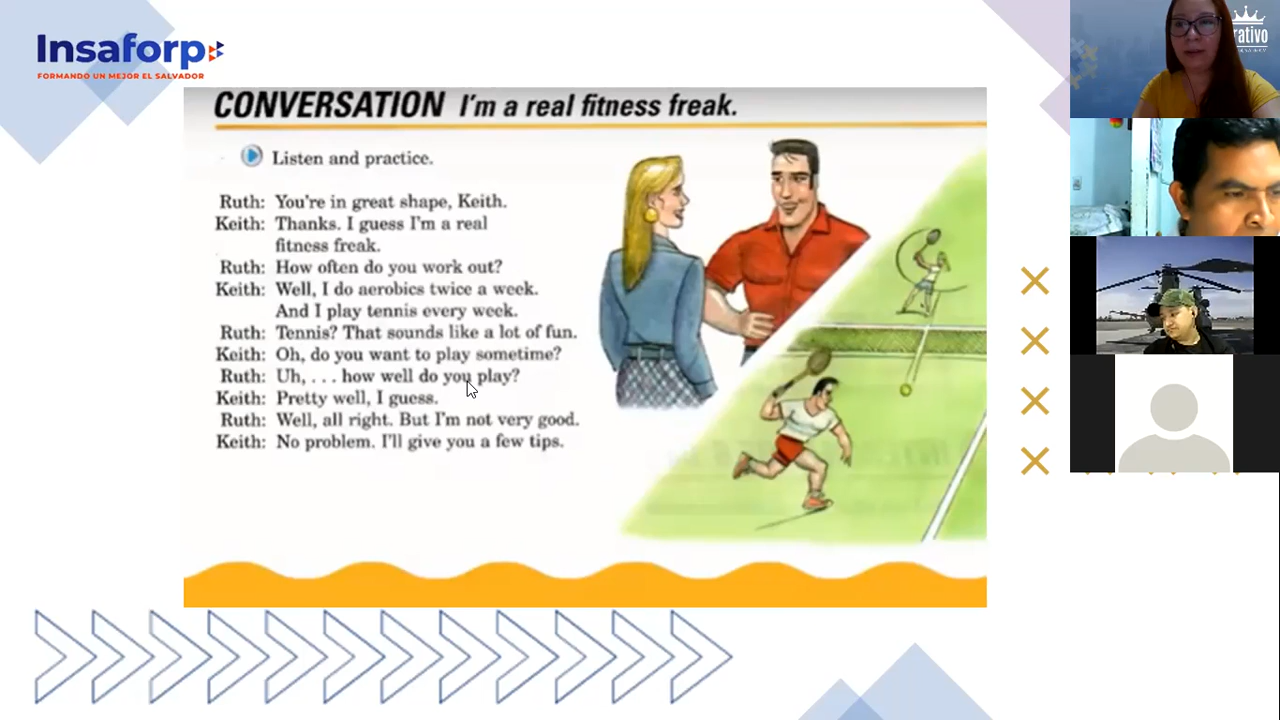 Insaforp
FORMANDO UN MEJOR EL SALVADOR
CONVERSATION I'm a real fitness freak.
Listen and practice.
Ruth: You're in great shape, Keith.
Keith: Thanks. I guess I'm a real
fitness freak.
Ruth: How often do you work out?
Keith: Well, I do aerobics twice a week.
And I play tennis every week.
Ruth: Tennis? That sounds like a lot of fun.
Keith: Oh, do you want to play sometime?
Ruth: Uh, . . . how well do you play?
Keith: Pretty well, I guess.
Ruth: Well, all right. But I'm not very good.
Keith: No problem. I'll give you a few tips.